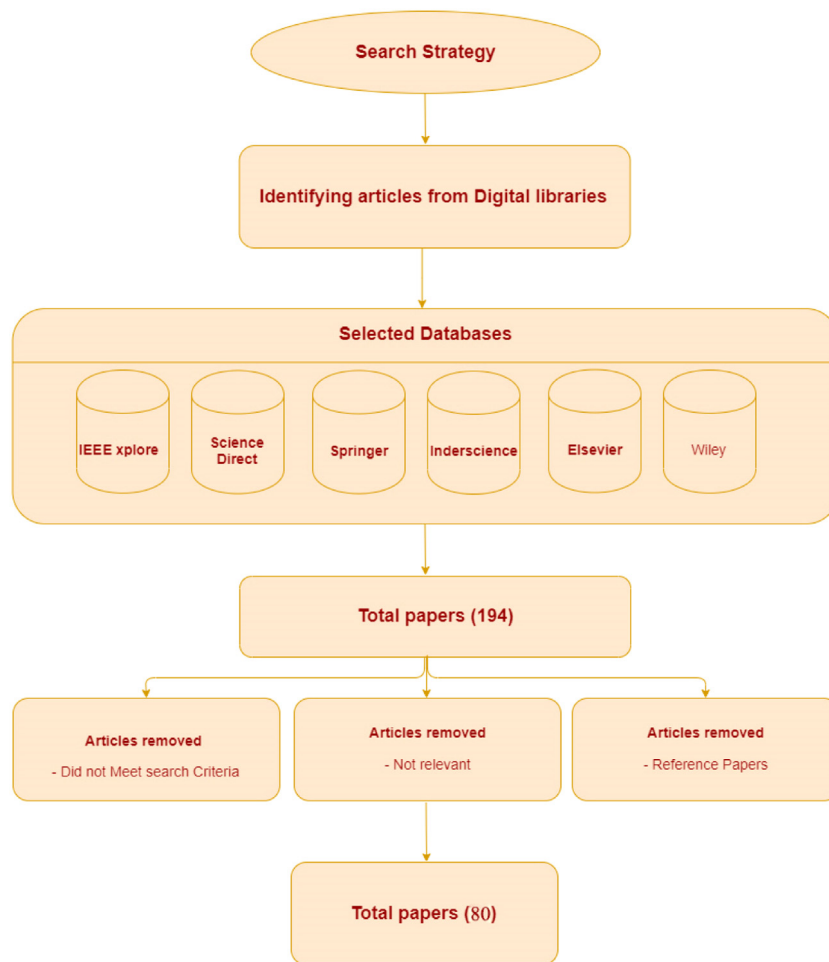 Search Strategy
Identifying articles from Digital libraries
Selected Databases
IEEE xplore
Science
Direct
Springer
Inderscience
Elsevier
Wiley
Total papers (194)
Articles removed
- Did not Meet search Criteria
Articles removed
- Not relevant
Articles removed
- Reference Papers
Total papers (80)